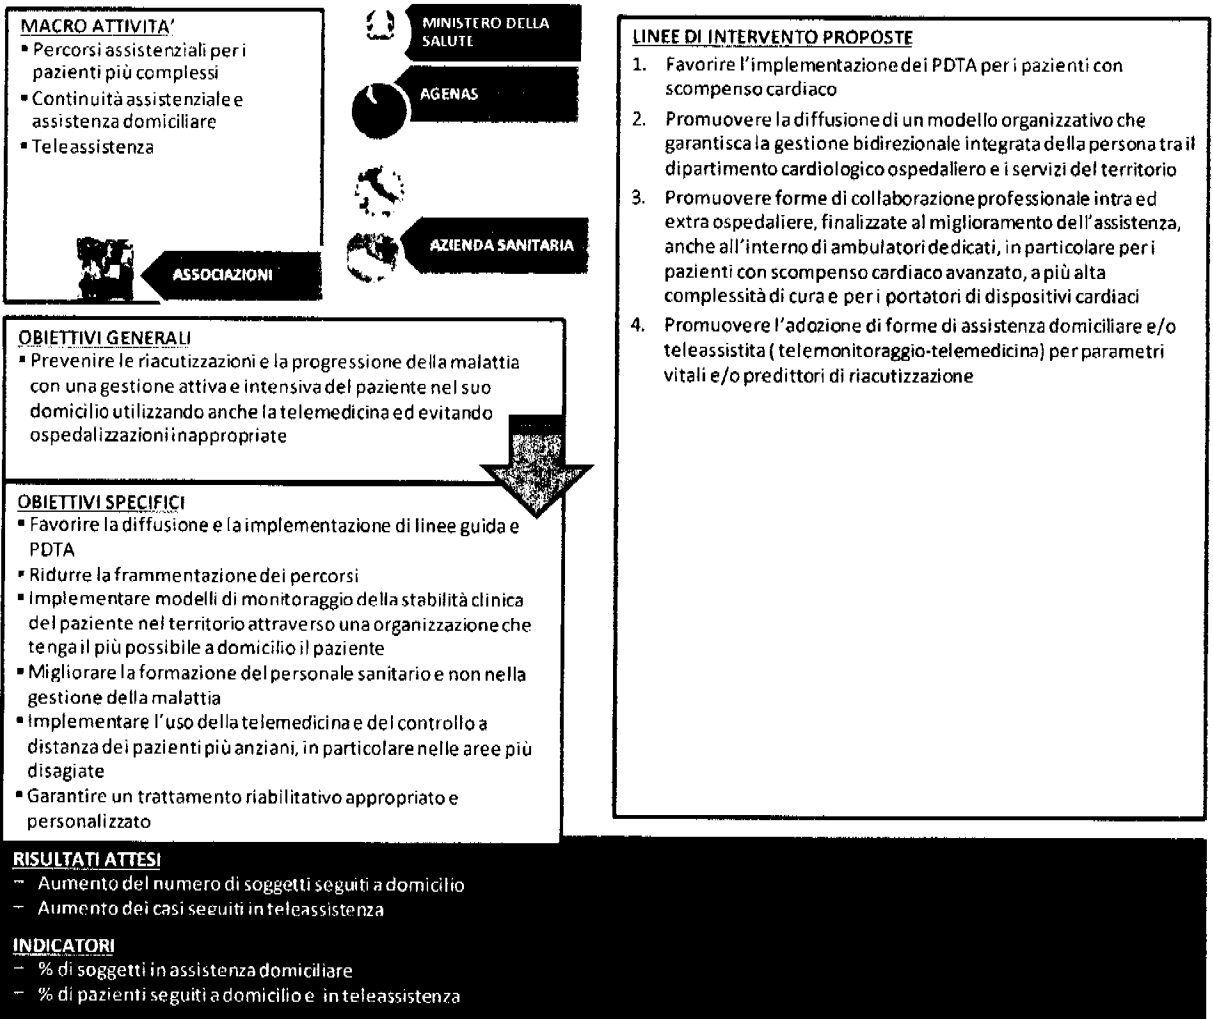 MACRO ATTIVITA'
▪ Percorsi assistenziali per i
pazienti più complessi
▪ Continuità assistenziale e
assistenza domiciliare
▪ Teleassistenza
MINISTERO DELLA
SALUTE
AGENAS
AZIENDA SANITARIA
ASSOCIAZIONI
OBIETTIVI GENERALI
▪ Prevenire le riacutizzazioni e la progressione della malattia
con una gestione attiva e intensiva del paziente nel suo
domicilio utilizzando anche la telemedicina ed evitando
ospedalizzazioni inappropriate
OBIETTIVI SPECIFICI
▪ Favorire la diffusione e la implementazione di linee guida e
PDTA
▪ Ridurre la frammentazione dei percorsi
▪ Implementare modelli di monitoraggio della stabilità clinica
del paziente nel territorio attraverso una organizzazione che
tenga il più possibile a domicilio il paziente
▪ Migliorare la formazione del personale sanitario e non nella
gestione della malattia
▪ Implementare l'uso della telemedicina e del controllo a
distanza dei pazienti più anziani, in particolare nelle aree più
disagiate
▪ Garantire un trattamento riabilitativo appropriato e
personalizzato
LINEE DI INTERVENTO PROPOSTE
1. Favorire l'implementazione dei PDTA per i pazienti con
scompenso cardiaco
2. Promuovere la diffusione di un modello organizzativo che
garantisca la gestione bidirezionale integrata della persona tra il
dipartimento cardiologico ospedaliero e i servizi del territorio
3. Promuovere forme di collaborazione professionale intra ed
extra ospedaliere, finalizzate al miglioramento dell'assistenza,
anche all'interno di ambulatori dedicati, in particolare per i
pazienti con scompenso cardiaco avanzato, a più alta
complessità di cura e per i portatori di dispositivi cardiaci
4. Promuovere l'adozione di forme di assistenza domiciliare e/o
teleassistita ( telemonitoraggio-telemedicina) per parametri
vitali e/o predittori di riacutizzazione
RISULTATI ATTESI
– Aumento del numero di soggetti seguiti a domicilio
– Aumento dei casi seguiti in teleassistenza
INDICATORI
– % di soggetti in assistenza domiciliare
– % di pazienti seguiti a domicilio e in teleassistenza